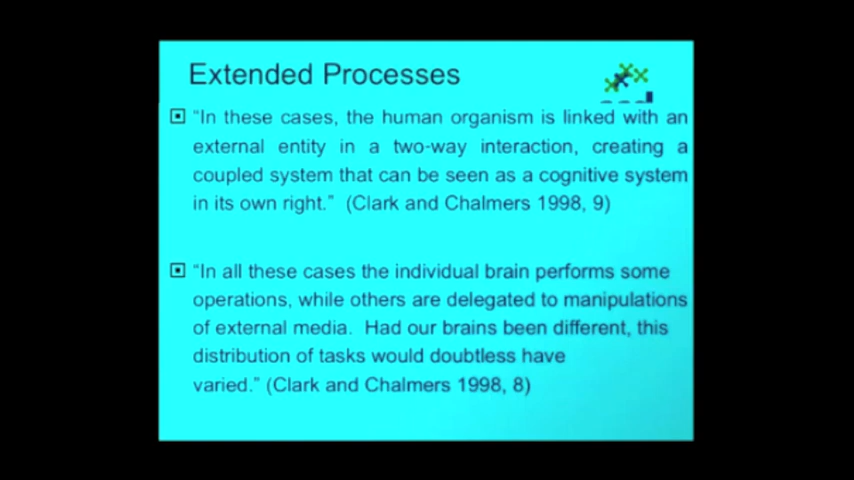 Extended Processes
“In these cases, the human organism is linked with an
external entity in a two-way interaction, creating a
coupled system that can be seen as a cognitive system
in its own right.” (Clark and Chalmers 1998, 9)
“In all these cases the individual brain performs some
operations, while others are delegated to manipulations
of external media. Had our brains been different, this
distribution of tasks would doubtless have
varied.” (Clark and Chalmers 1998, 8)